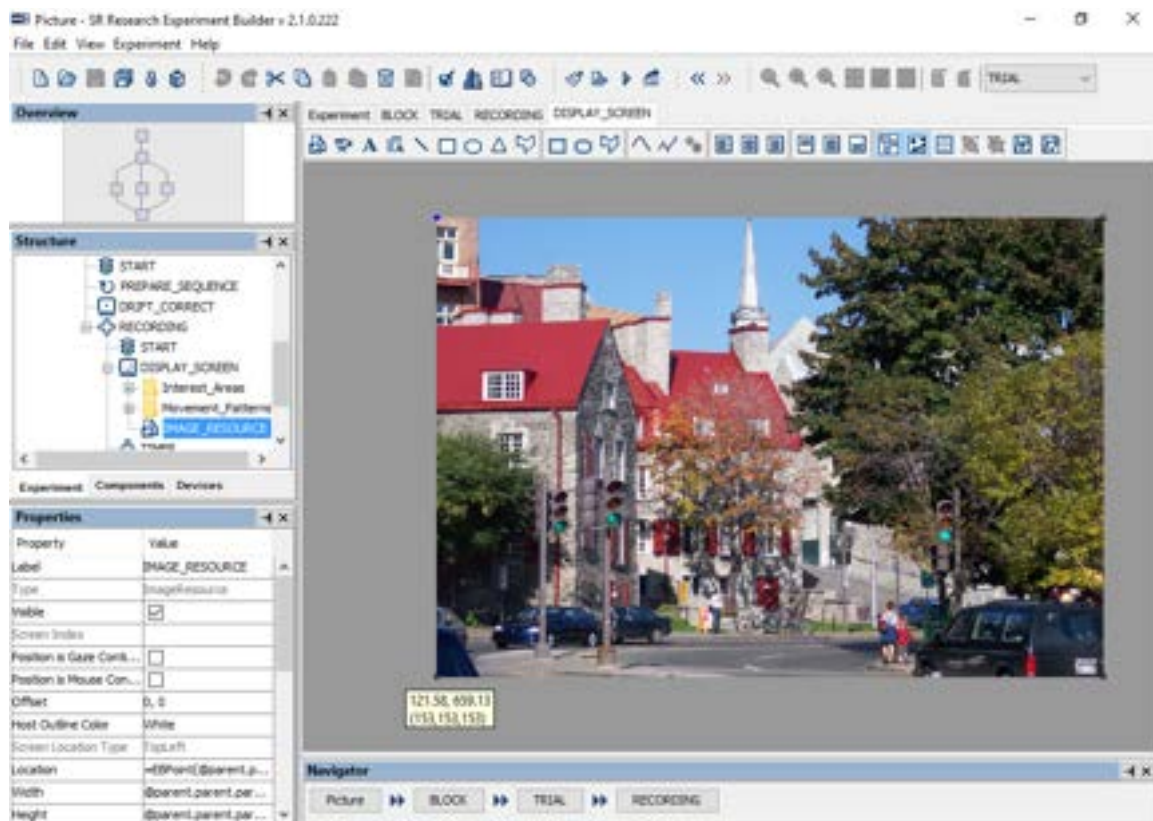 Picture - SR Research Experiment Builder v 2.1.0.222
File Edit View Experiment Help
TRIAL
Overview
Experiment BLOCK TRIAL RECORDING DISPLAY_SCREEN
Structure
START
PREPARE_SEQUENCE
DRIFT_CORRECT
RECORDING
START
DISPLAY_SCREEN
Interest_Areas
Movement_Patterns
IMAGE_RESOURCE
TIMER
Experiment Components Devices
Properties
Property Value
Label IMAGE_RESOURCE
Type ImageResource
Visible
Screen Index
Position is Gaze Conti...
Position is Mouse Con...
Offset 0, 0
Host Outline Color White
Screen Location Type TopLeft
Location =EBPoint(@parent.p...
Width @parent.parent.par...
Height @parent.parent.par...
121.58, 659.13
(153,153,153)
Navigator
Picture BLOCK TRIAL RECORDING